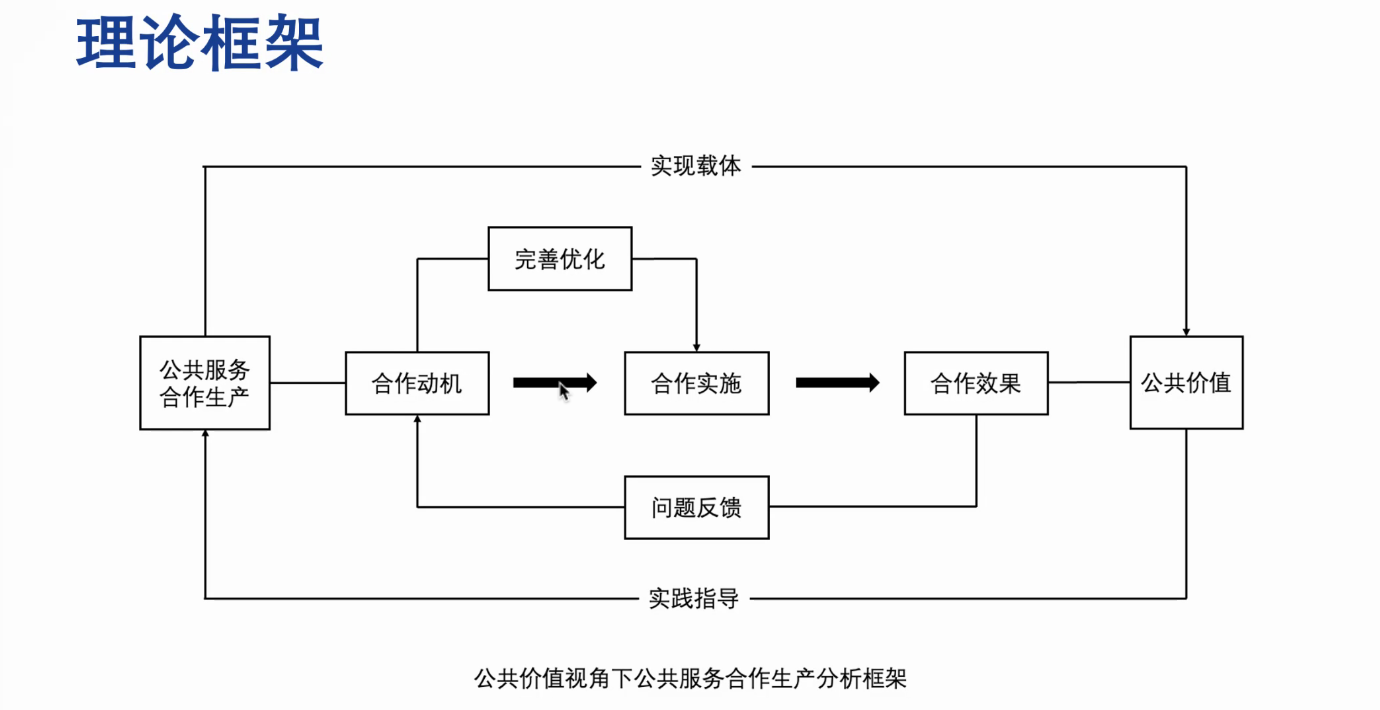 理论框架
实现载体
完善优化
公共服务
合作生产
合作动机
合作实施
合作效果
公共价值
问题反馈
实践指导
公共价值视角下公共服务合作生产分析框架